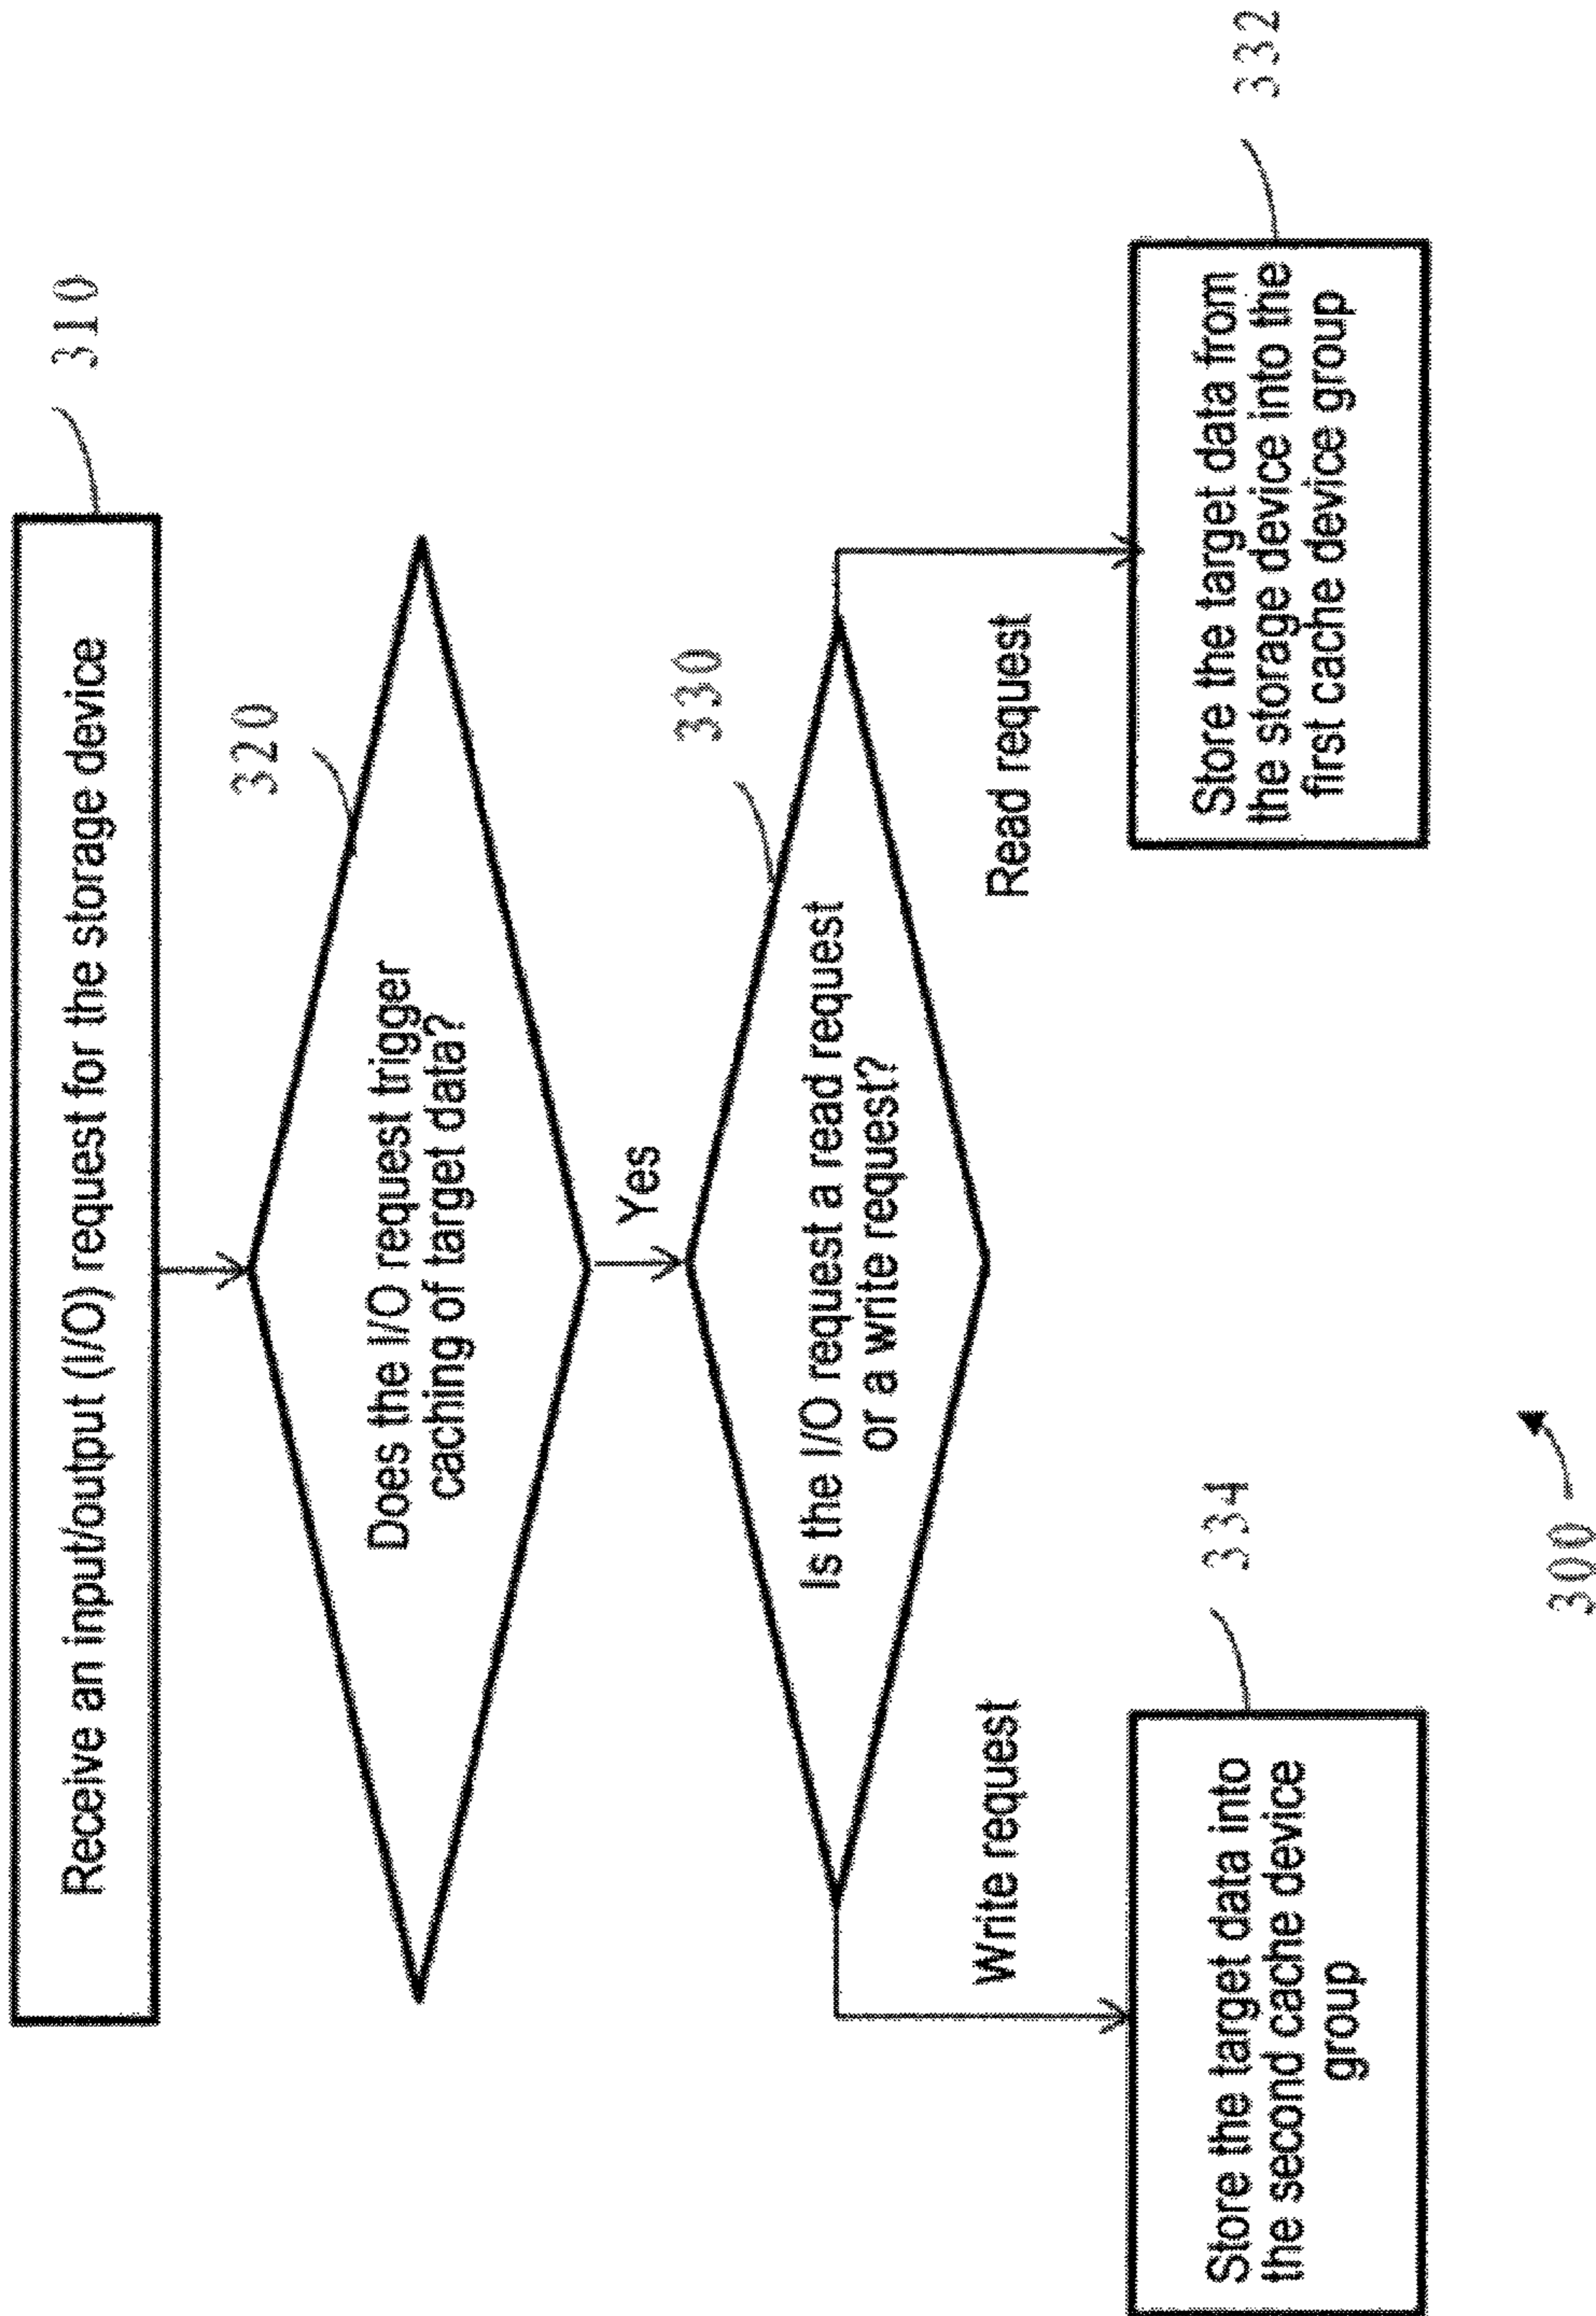 Receive an input/output (I/O) request for the storage device
310
320
Does the I/O request trigger
caching of target data?
Yes
330
Is the I/O request a read request
or a write request?
Write request
Read request
334
Store the target data into
the second cache device
group
332
Store the target data from
the storage device into the
first cache device group
300